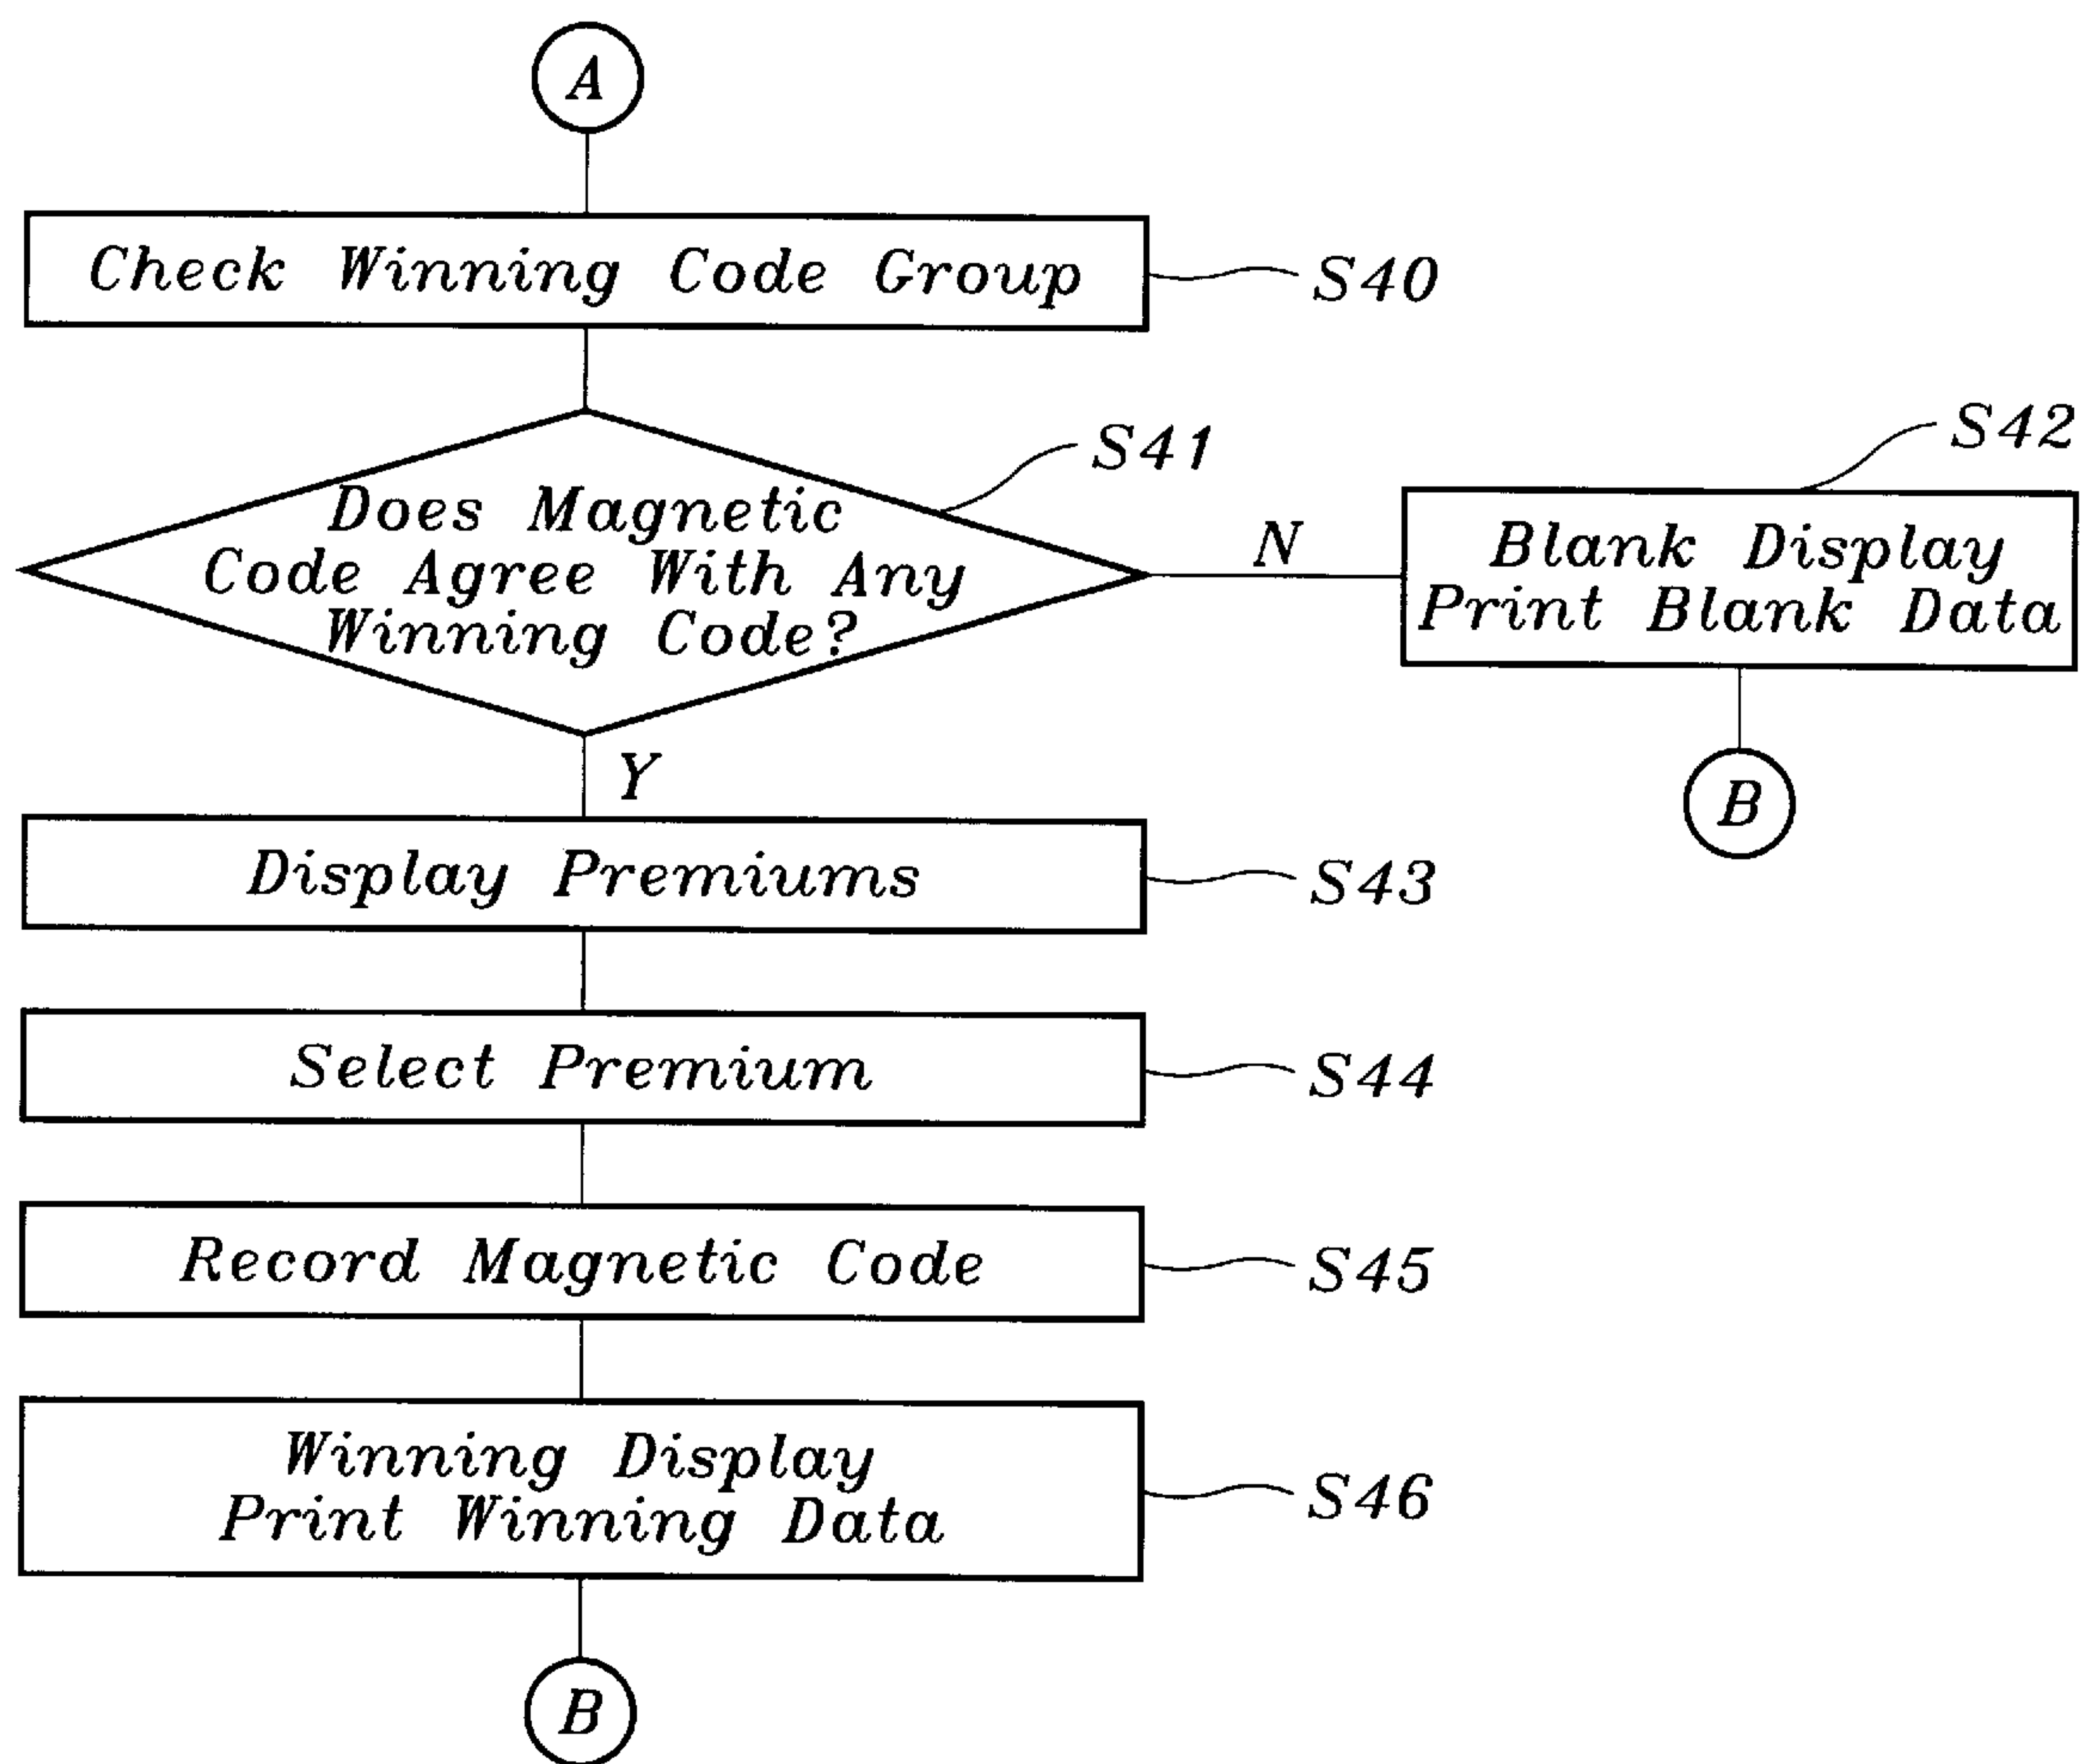 A
Check Winning Code Group
S40
Does Magnetic
Code Agree With Any
Winning Code?
S41
N
S42
Blank Display
Print Blank Data
B
Y
Display Premiums
S43
Select Premium
S44
Record Magnetic Code
S45
Winning Display
Print Winning Data
S46
B